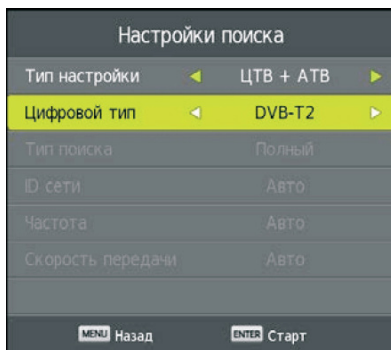 Настройки поиска
Тип настройки ЦТВ + АТВ
Цифровой тип DVB-T2
Тип поиска Полный
ID сети Авто
Частота Авто
Скорость передачи Авто
MENU Назад ENTER Старт